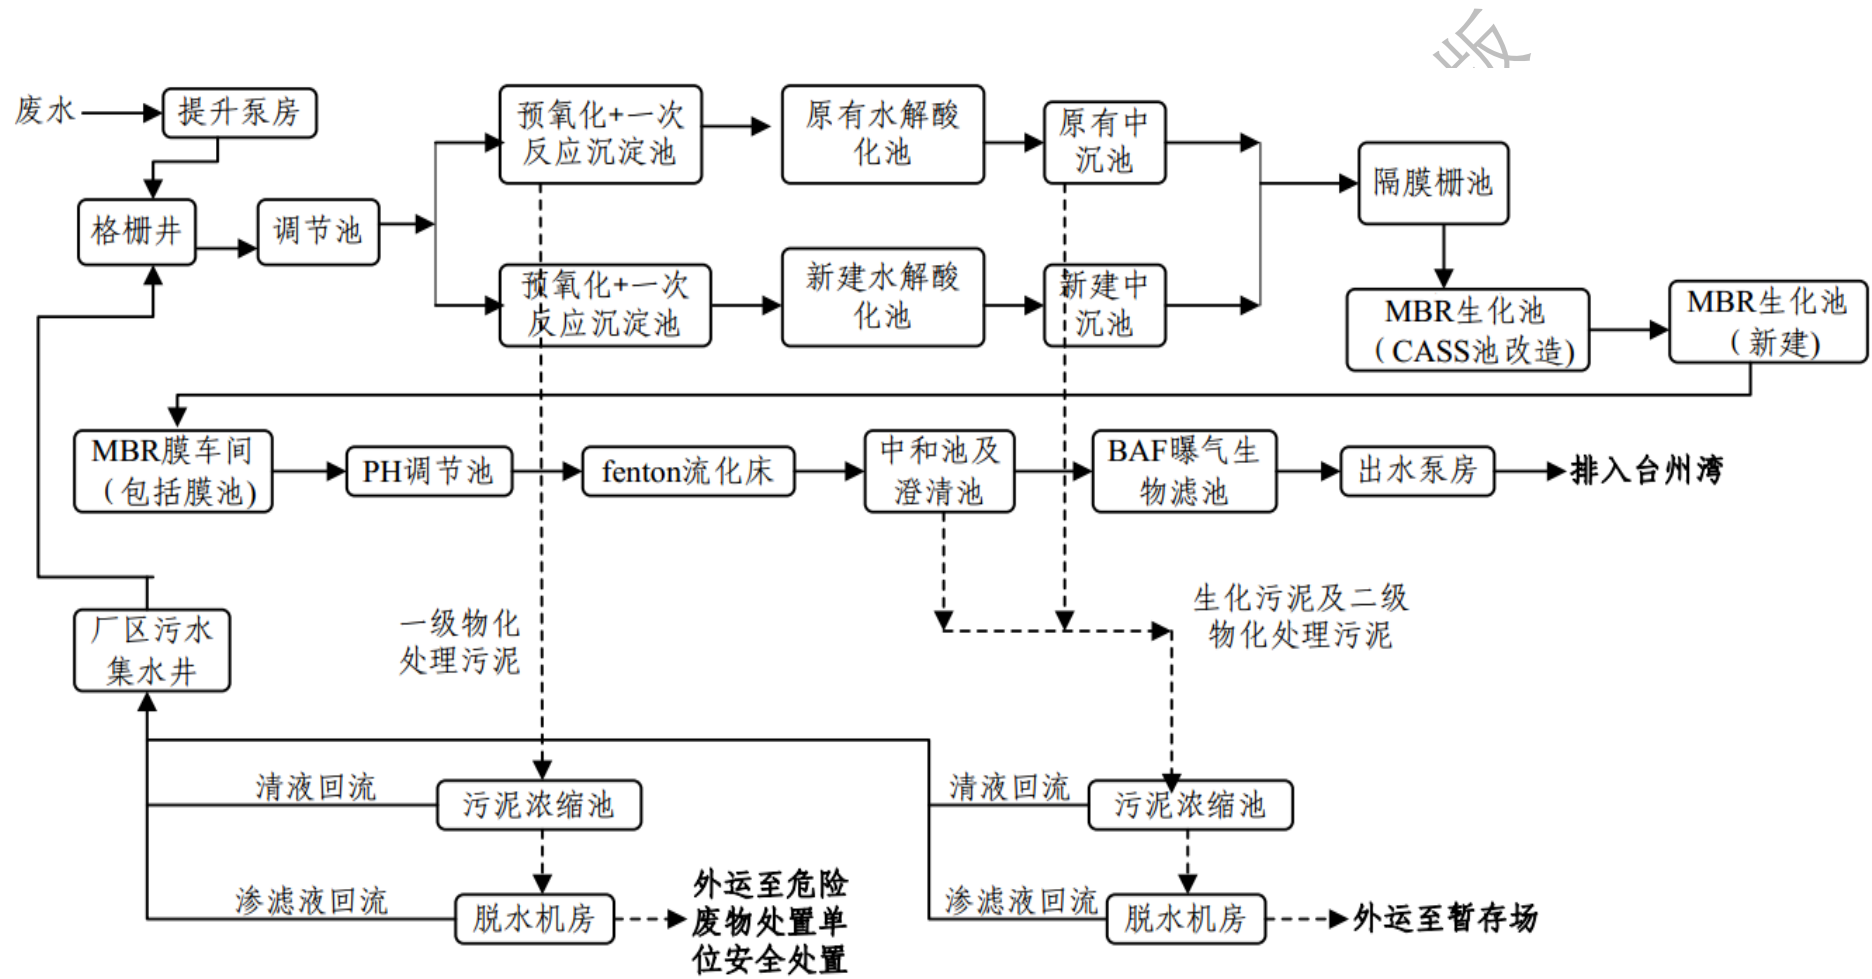 版
废水
提升泵房
格栅井
调节池
预氧化+一次
反应沉淀池
原有水解酸
化池
原有中
沉池
隔膜栅池
预氧化+一次
反应沉淀池
新建水解酸
化池
新建中
沉池
MBR生化池
（CASS池改造)
MBR生化池
（新建)
MBR膜车间
（包括膜池)
PH调节池
fenton流化床
中和池及
澄清池
BAF曝气生
物滤池
出水泵房
排入台州湾
厂区污水
集水井
一级物化
处理污泥
生化污泥及二级
物化处理污泥
清液回流
污泥浓缩池
清液回流
污泥浓缩池
渗滤液回流
脱水机房
外运至危险
废物处置单
位安全处置
渗滤液回流
脱水机房
外运至暂存场